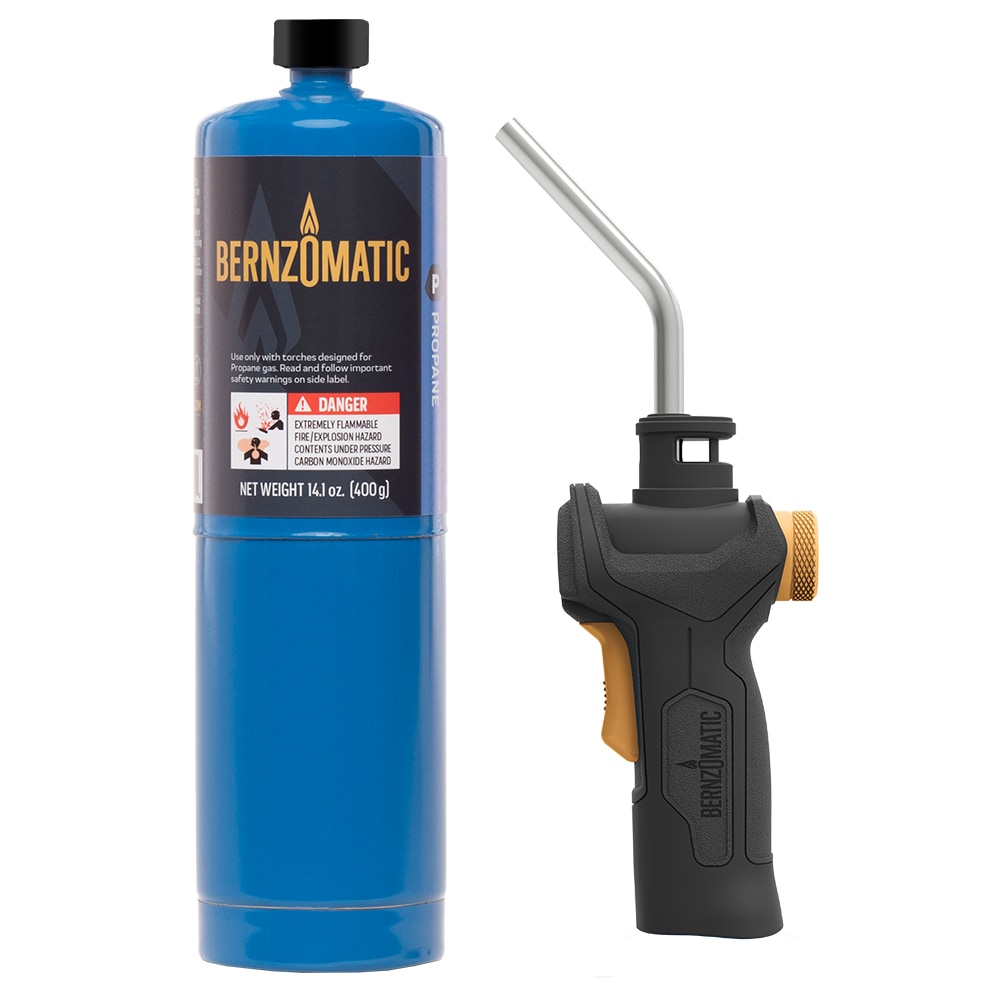 BERNZOMATIC
P PROPANE
Use only with torches designed for
Propane gas. Read and follow important
safety warnings on side label.
DANGER
EXTREMELY FLAMMABLE
FIRE/EXPLOSION HAZARD
CONTENTS UNDER PRESSURE
CARBON MONOXIDE HAZARD
NET WEIGHT 14.1 oz. (400 g)
BERNZOMATIC